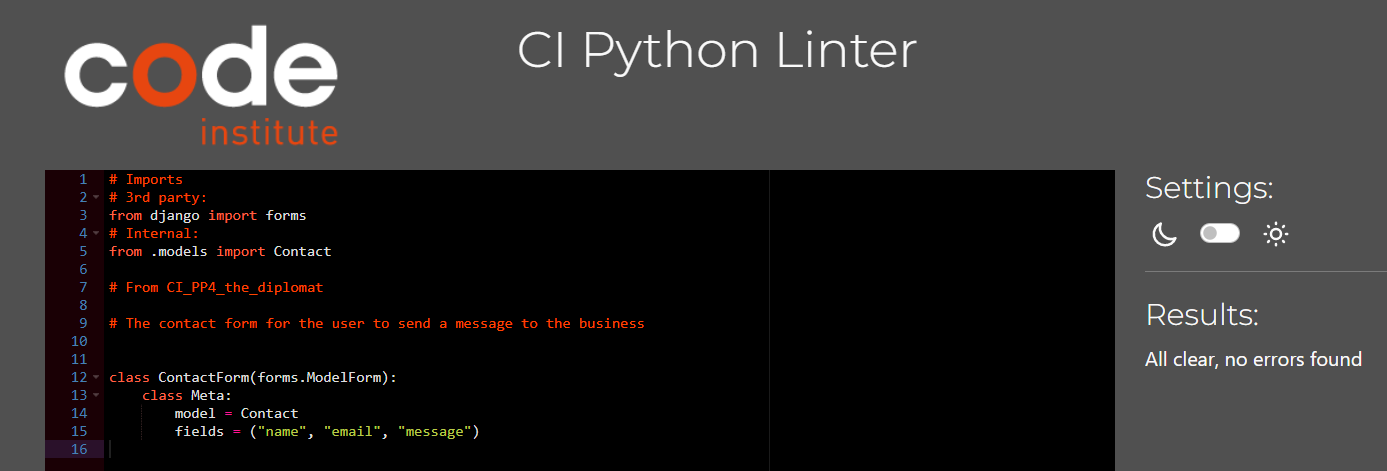 code
institute
CI Python Linter
1 # Imports
2 # 3rd party:
3 from django import forms
4 # Internal:
5 from .models import Contact
6
7 # From CI_PP4_the_diplomat
8
9 # The contact form for the user to send a message to the business
10
11
12 class ContactForm(forms.ModelForm):
13     class Meta:
14         model = Contact
15         fields = ("name", "email", "message")
16
Settings:
Results:
All clear, no errors found